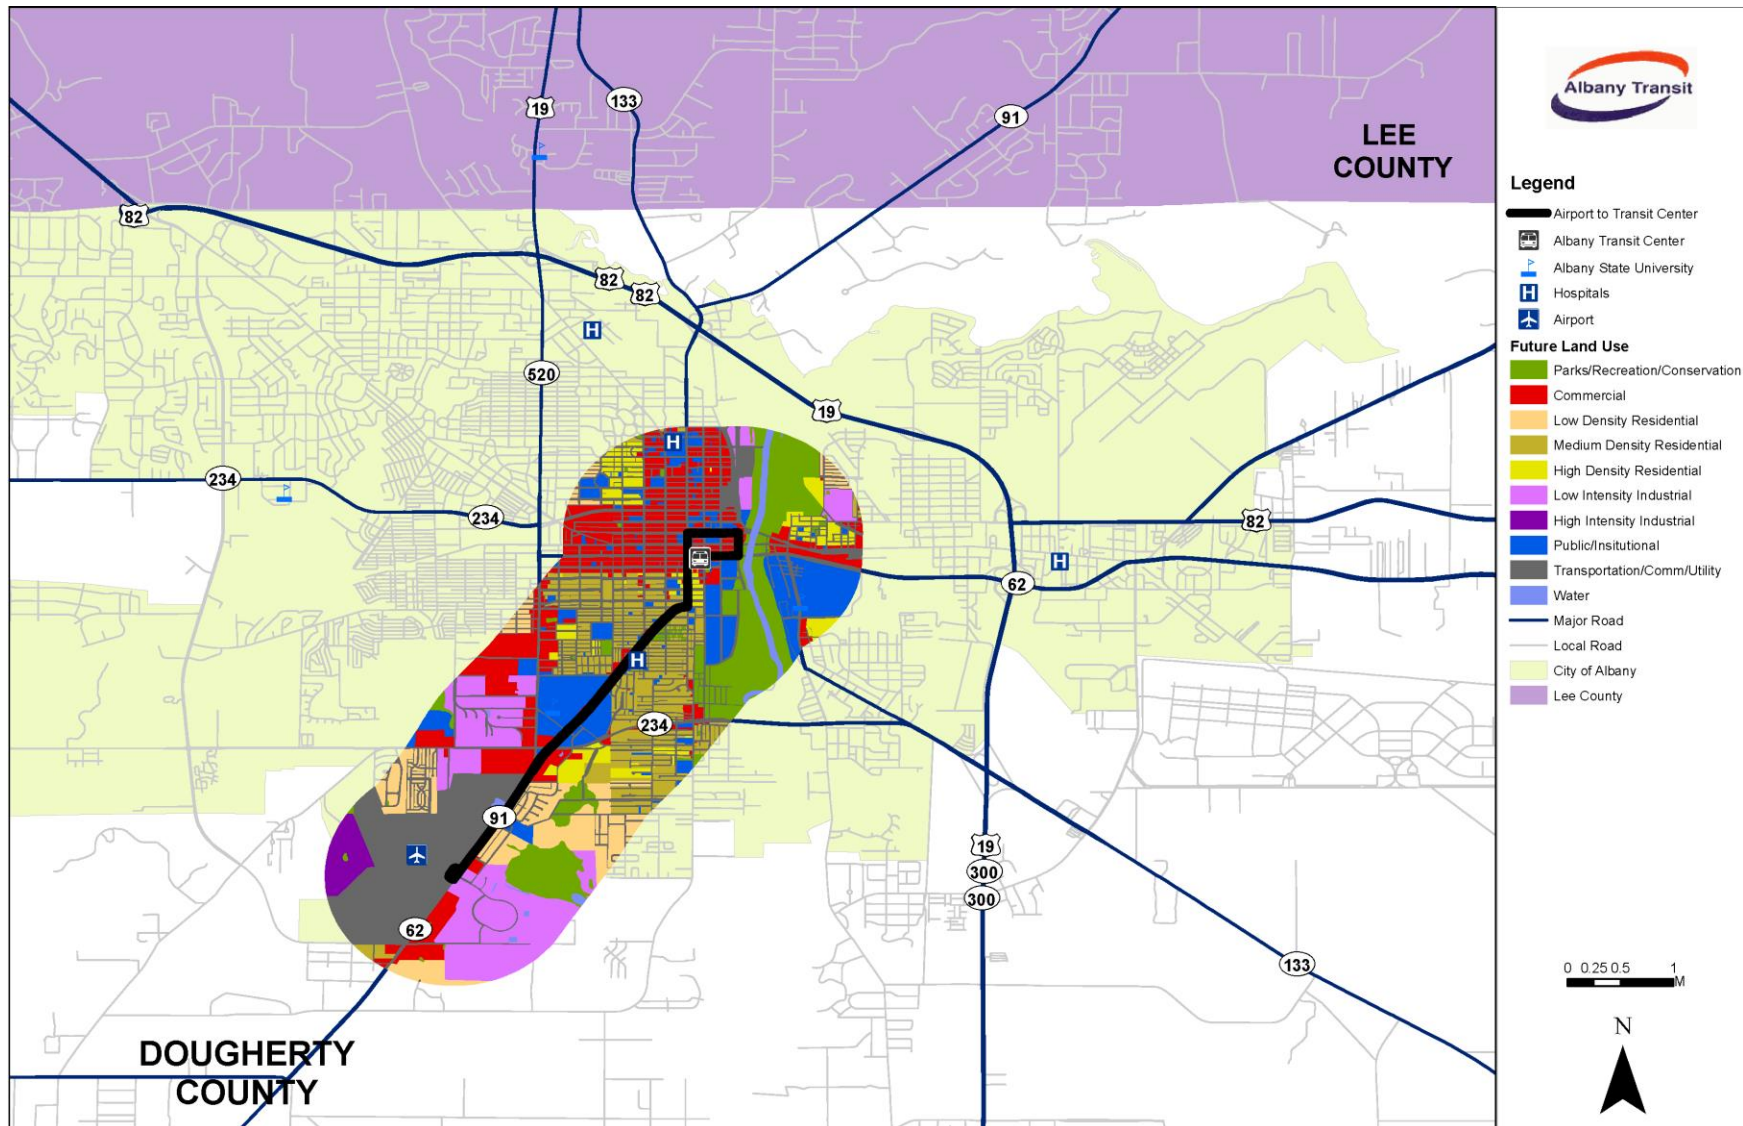 19
133
91
LEE
COUNTY
82
82
82
520
19
H
H
234
234
82
H
62
H
234
91
19
300
300
62
133
DOUGHERTY
COUNTY
Albany Transit
Legend
Airport to Transit Center
Albany Transit Center
Albany State University
H Hospitals
Airport
Future Land Use
Parks/Recreation/Conservation
Commercial
Low Density Residential
Medium Density Residential
High Density Residential
Low Intensity Industrial
High Intensity Industrial
Public/Insitutional
Transportation/Comm/Utility
Water
Major Road
Local Road
City of Albany
Lee County
0 0.25 0.5 1
M
N